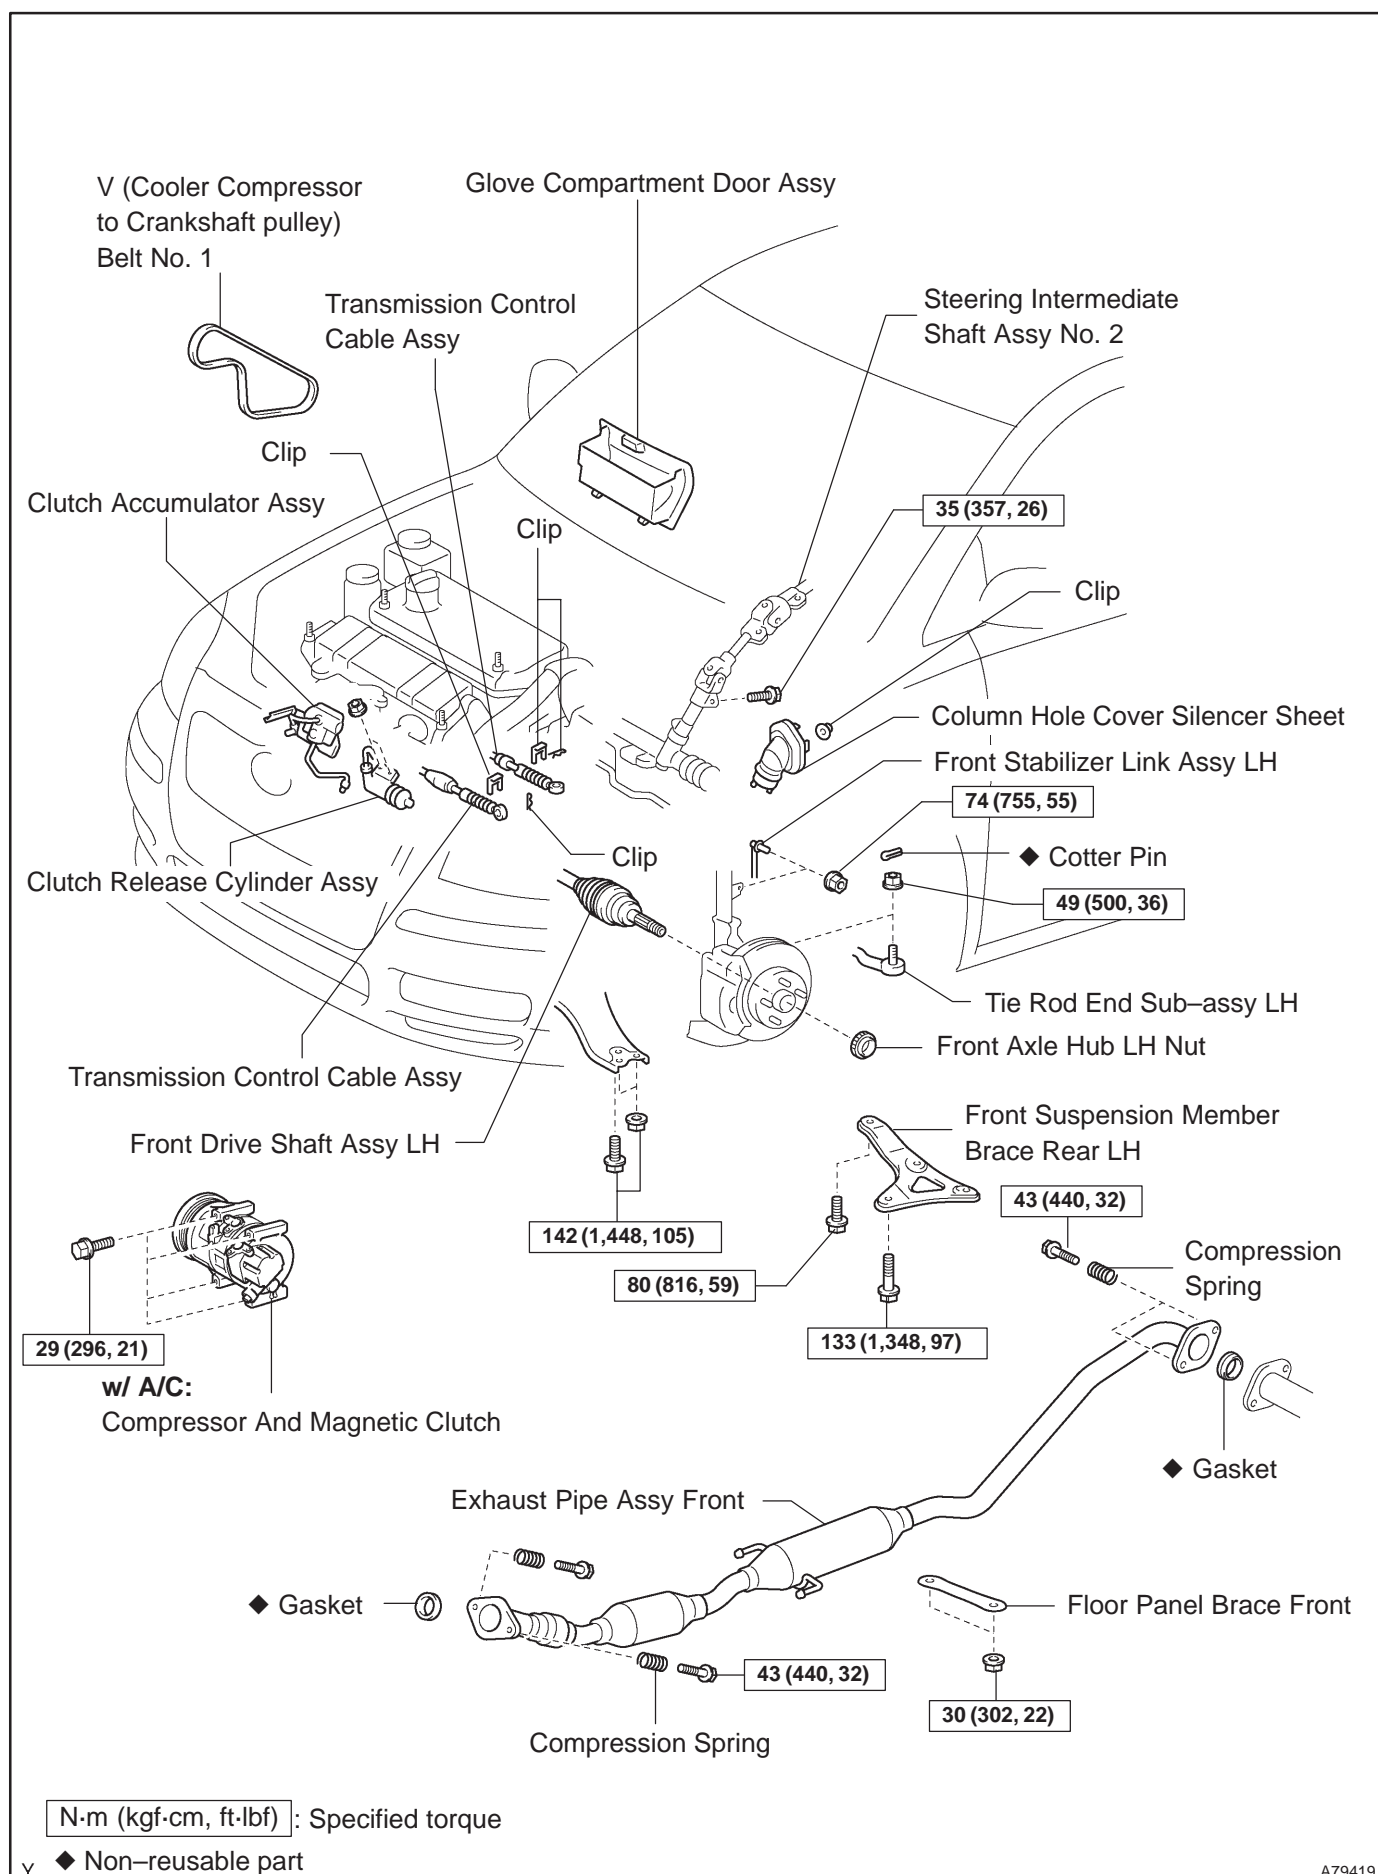 V (Cooler Compressor
to Crankshaft pulley)
Belt No. 1
Glove Compartment Door Assy
Transmission Control
Cable Assy
Steering Intermediate
Shaft Assy No. 2
Clip
Clutch Accumulator Assy
Clip
35 (357, 26)
Clip
Column Hole Cover Silencer Sheet
Front Stabilizer Link Assy LH
74 (755, 55)
Clip
◆ Cotter Pin
Clutch Release Cylinder Assy
49 (500, 36)
Tie Rod End Sub–assy LH
Front Axle Hub LH Nut
Transmission Control Cable Assy
Front Drive Shaft Assy LH
Front Suspension Member
Brace Rear LH
43 (440, 32)
142 (1,448, 105)
Compression
Spring
80 (816, 59)
133 (1,348, 97)
29 (296, 21)
w/ A/C:
Compressor And Magnetic Clutch
◆ Gasket
Exhaust Pipe Assy Front
◆ Gasket
Floor Panel Brace Front
43 (440, 32)
30 (302, 22)
Compression Spring
N·m (kgf·cm, ft·lbf) : Specified torque
◆ Non–reusable part
Y
A79419